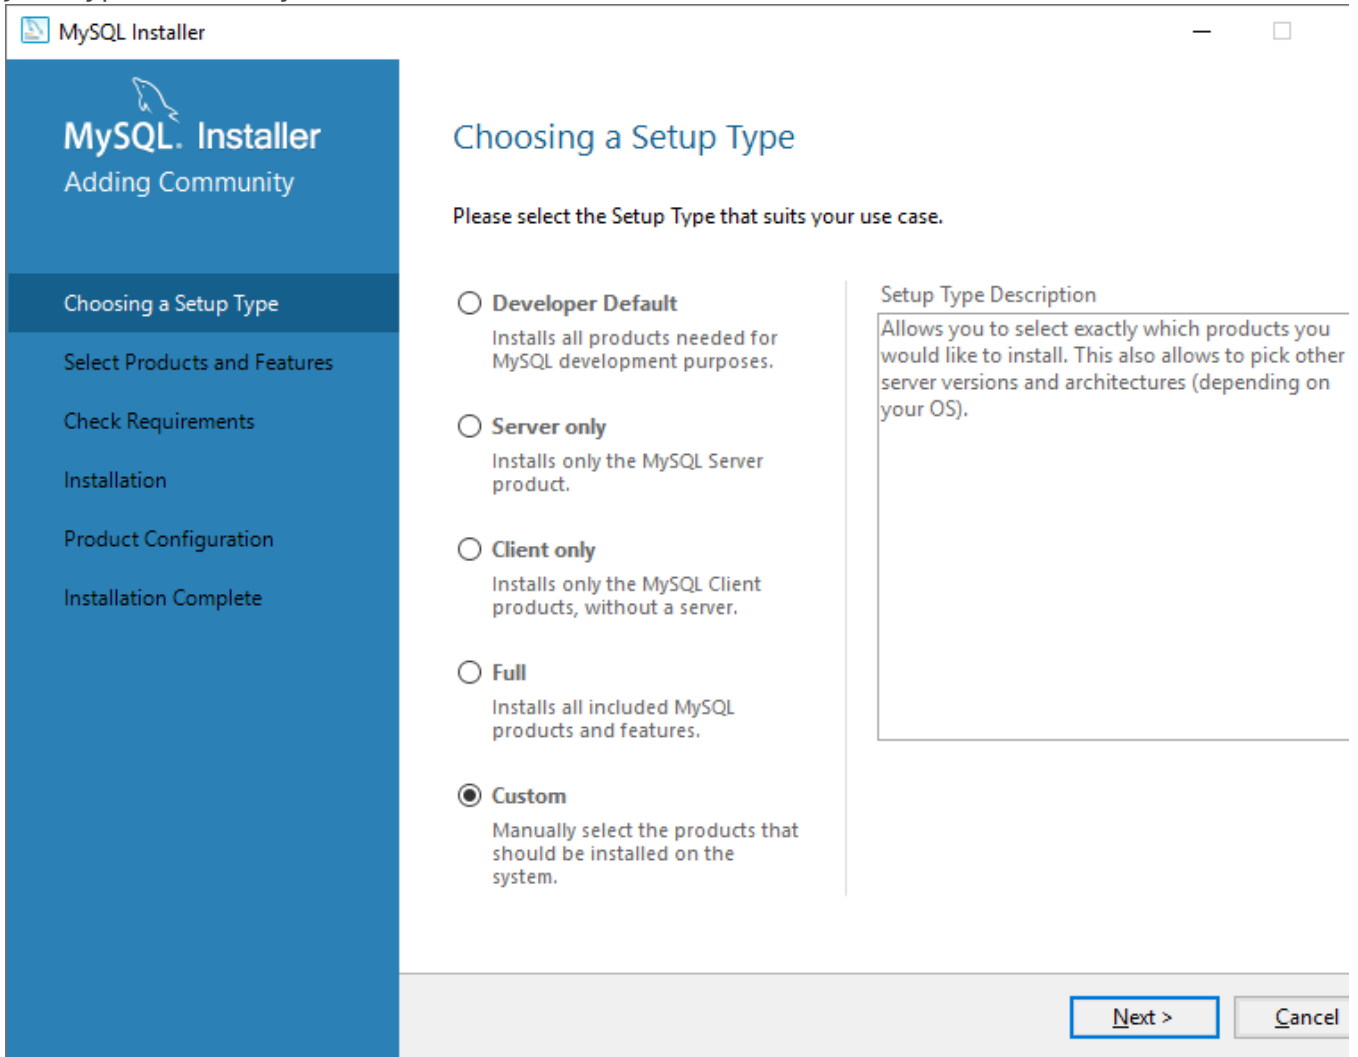 MySQL Installer
MySQL. Installer
Adding Community
Choosing a Setup Type
Select Products and Features
Check Requirements
Installation
Product Configuration
Installation Complete
Choosing a Setup Type
Please select the Setup Type that suits your use case.
Developer Default
Installs all products needed for
MySQL development purposes.
Server only
Installs only the MySQL Server
product.
Client only
Installs only the MySQL Client
products, without a server.
Full
Installs all included MySQL
products and features.
Custom
Manually select the products that
should be installed on the
system.
Setup Type Description
Allows you to select exactly which products you
would like to install. This also allows to pick other
server versions and architectures (depending on
your OS).
Next >
Cancel